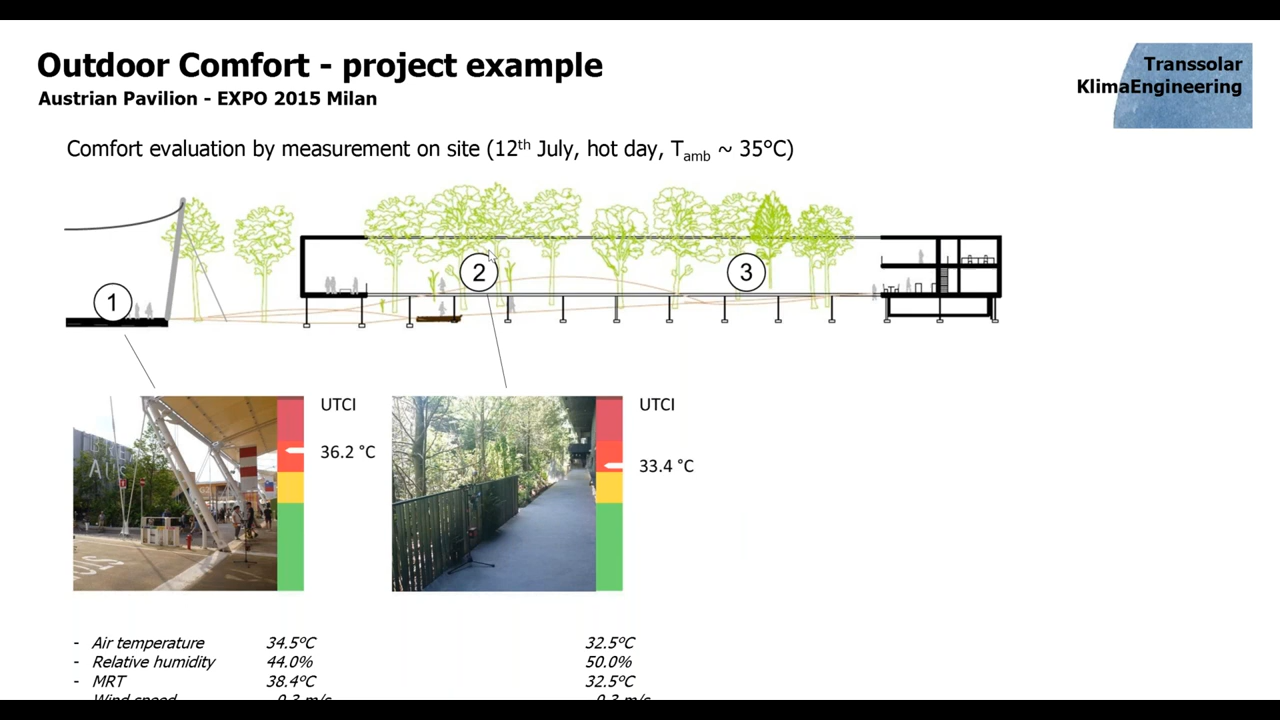 Outdoor Comfort - project example
Austrian Pavilion - EXPO 2015 Milan
Transsolar
KlimaEngineering
Comfort evaluation by measurement on site (12th July, hot day, Tamb ~ 35°C)
1
2
3
UTCI
36.2 °C
UTCI
33.4 °C
- Air temperature 34.5°C 32.5°C
- Relative humidity 44.0% 50.0%
- MRT 38.4°C 32.5°C
- Wind speed 0.3 m/s 0.3 m/s